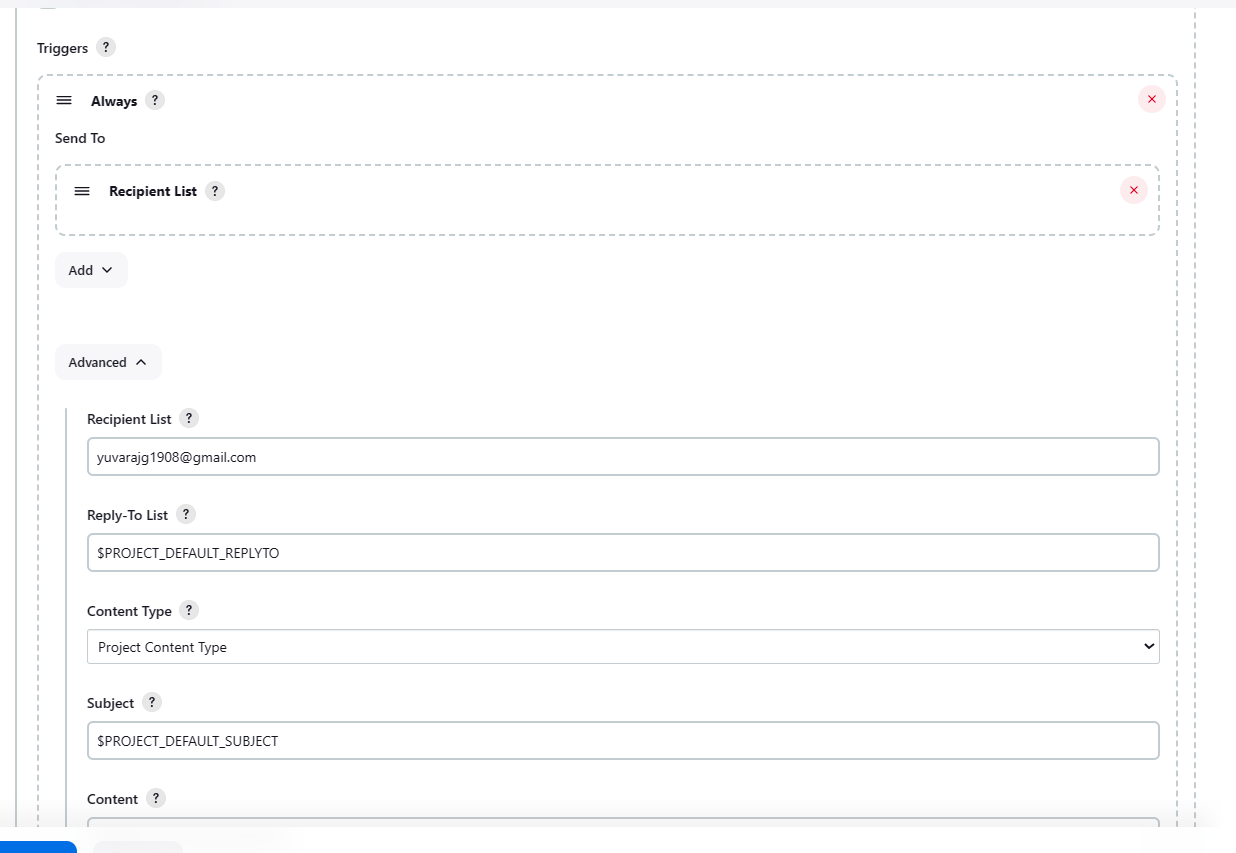 Triggers ?
Always ?
Send To
Recipient List ?
Add
Advanced
Recipient List ?
yuvarajg1908@gmail.com
Reply-To List ?
$PROJECT_DEFAULT_REPLYTO
Content Type ?
Project Content Type
Subject ?
$PROJECT_DEFAULT_SUBJECT
Content ?